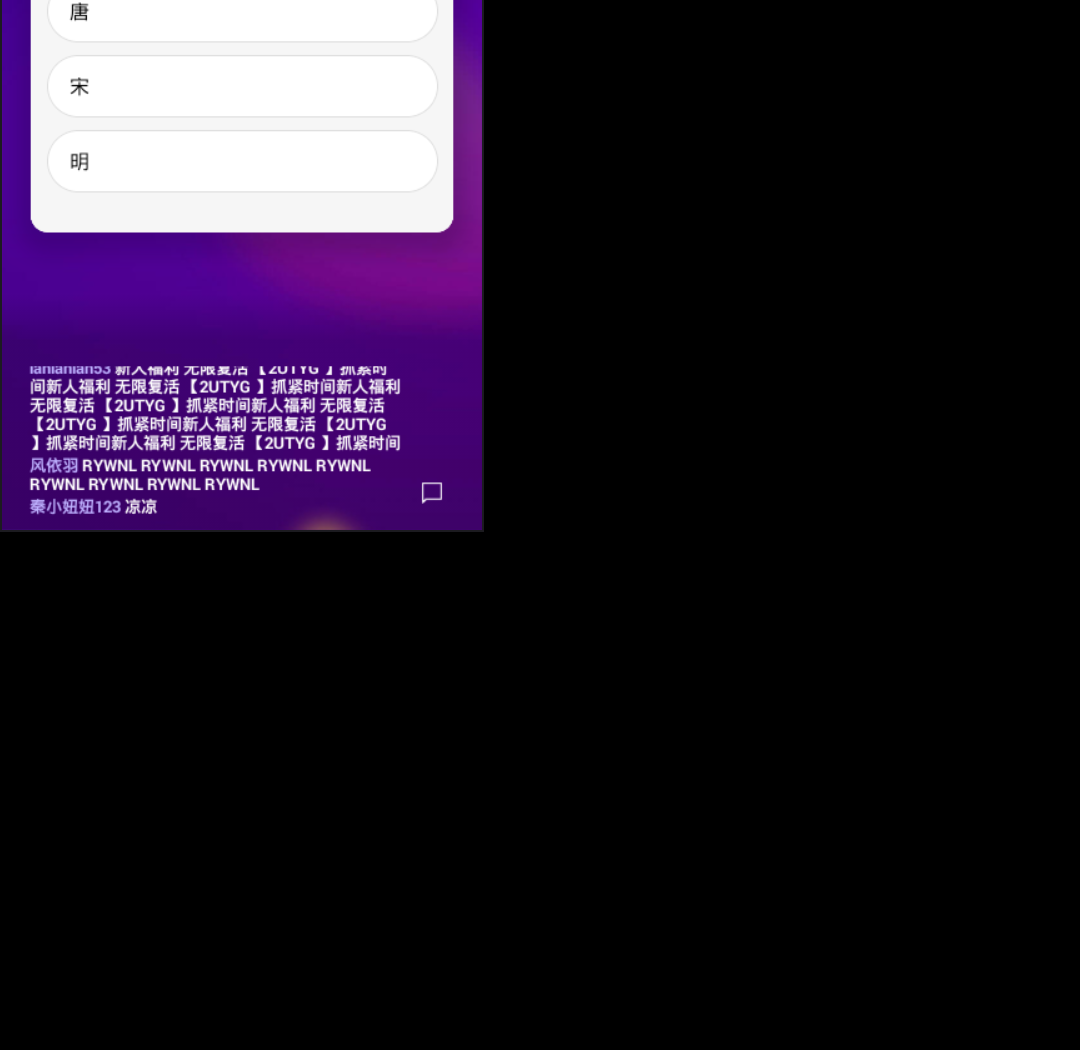 唐
宋
明
lanlanlan53 新人福利 无限复活 【2UTYG 】抓紧时
间新人福利 无限复活 【2UTYG 】抓紧时间新人福利
无限复活 【2UTYG 】抓紧时间新人福利 无限复活
【2UTYG 】抓紧时间新人福利 无限复活 【2UTYG
】抓紧时间新人福利 无限复活 【2UTYG 】抓紧时间
风依羽 RYWNL RYWNL RYWNL RYWNL RYWNL
RYWNL RYWNL RYWNL RYWNL
秦小妞妞123 凉凉